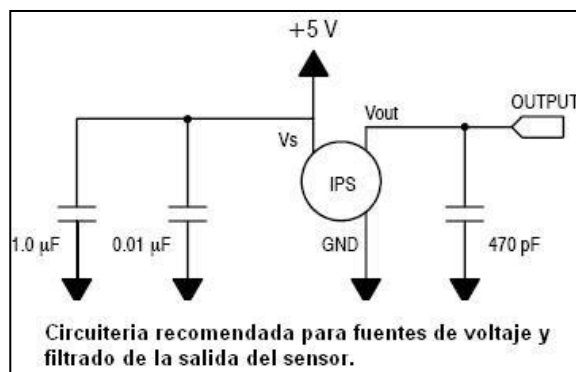 +5 V
OUTPUT
Vout
Vs
IPS
1.0 µF
0.01 µF
GND
470 pF
Circuiteria recomendada para fuentes de voltaje y
filtrado de la salida del sensor.